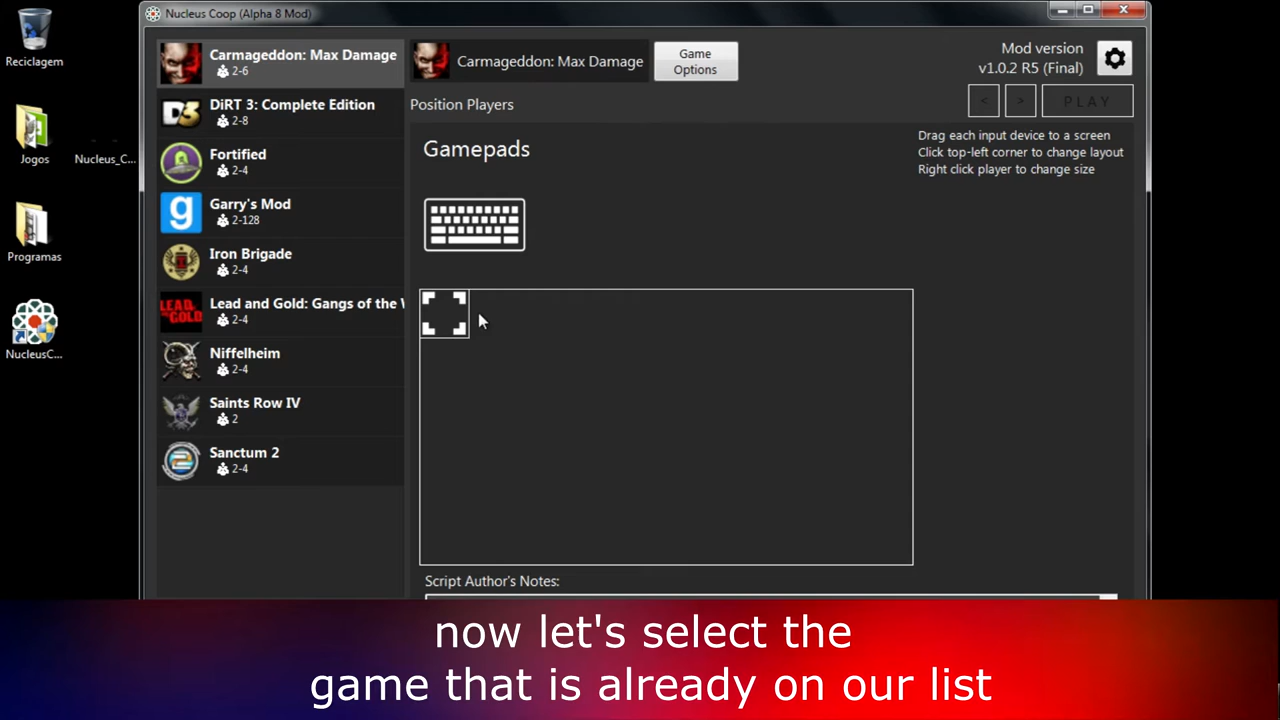 Nucleus Coop (Alpha 8 Mod)
Reciclagem
Jogos
Nucleus_C...
Programas
NucleusC...
Carmageddon: Max Damage
2-6
DiRT 3: Complete Edition
2-8
Fortified
2-4
Garry's Mod
2-128
Iron Brigade
2-4
Lead and Gold: Gangs of the W
2-4
Niffelheim
2-4
Saints Row IV
2
Sanctum 2
2-4
Carmageddon: Max Damage
Game
Options
Mod version
v1.0.2 R5 (Final)
Position Players
< > PLAY
Gamepads
Drag each input device to a screen
Click top-left corner to change layout
Right click player to change size
Script Author's Notes:
now let's select the
game that is already on our list